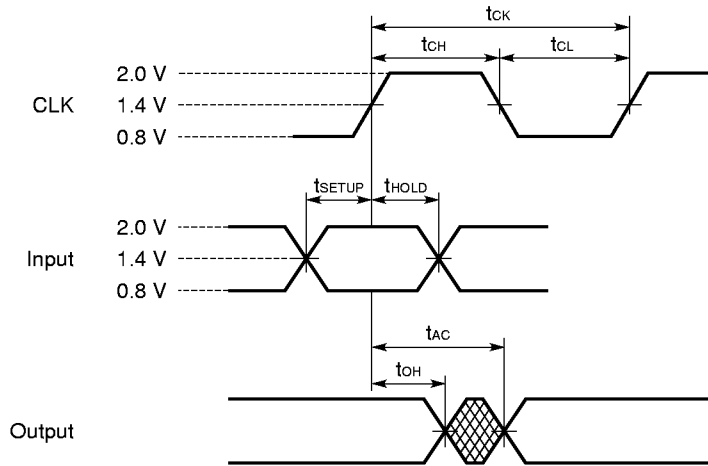 tCK
tCH tCL
2.0 V
CLK 1.4 V
0.8 V
tSETUP tHOLD
2.0 V
Input 1.4 V
0.8 V
tAC
tOH
Output